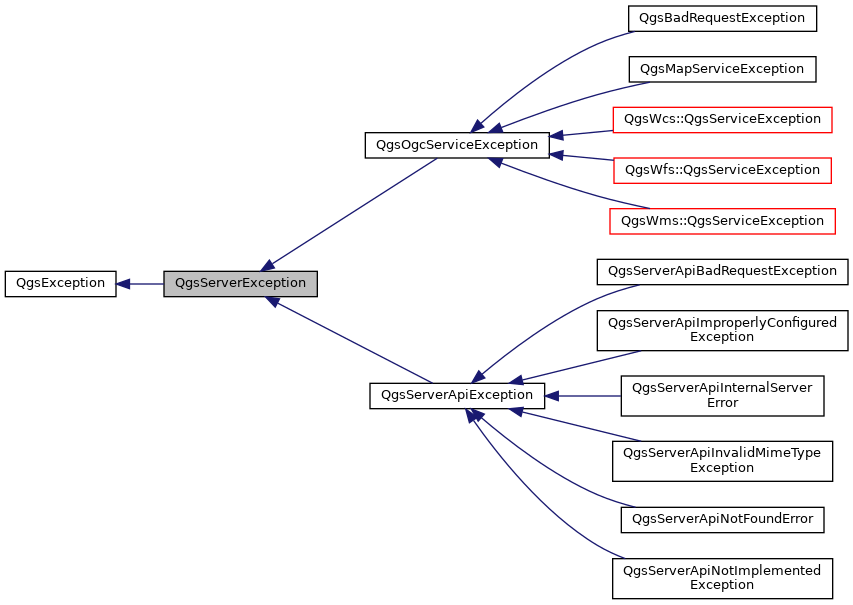 QgsBadRequestException
QgsMapServiceException
QgsWcs::QgsServiceException
QgsOgcServiceException
QgsWfs::QgsServiceException
QgsWms::QgsServiceException
QgsException
QgsServerException
QgsServerApiBadRequestException
QgsServerApiImproperlyConfigured
Exception
QgsServerApiException
QgsServerApiInternalServer
Error
QgsServerApiInvalidMimeType
Exception
QgsServerApiNotFoundError
QgsServerApiNotImplemented
Exception